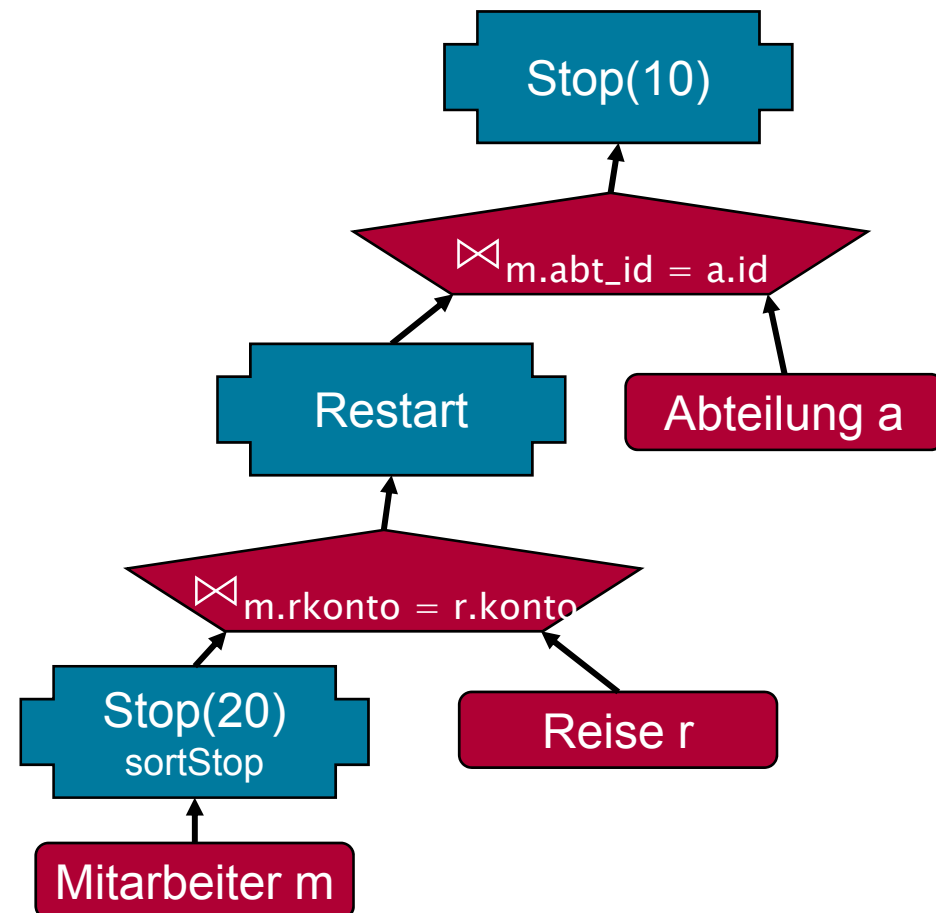 Stop(10)
⋈m.abt_id = a.id
Restart
Abteilung a
⋈m.rkonto = r.konto
Stop(20)
sortStop
Reise r
Mitarbeiter m